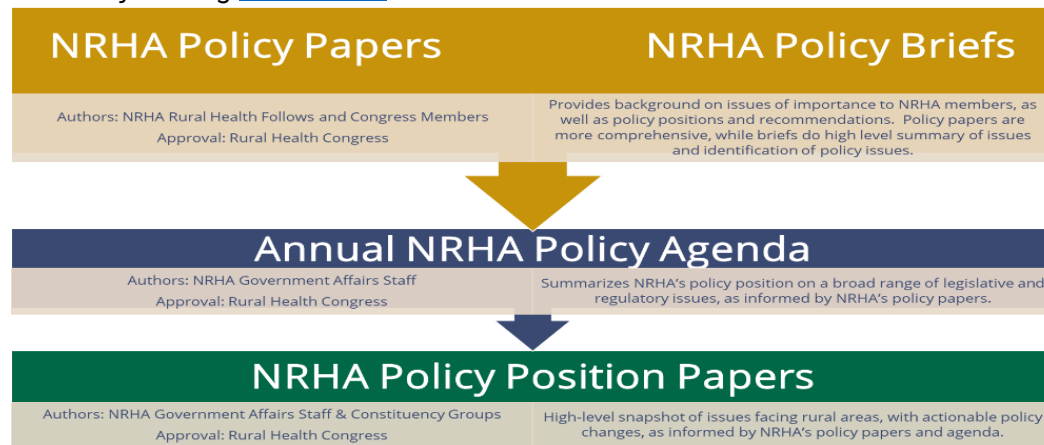 NRHA Policy Papers
NRHA Policy Briefs
Authors: NRHA Rural Health Follows and Congress Members
Approval: Rural Health Congress
Provides background on issues of importance to NRHA members, as
well as policy positions and recommendations. Policy papers are
more comprehensive, while briefs do high level summary of issues
and identification of policy issues.
Annual NRHA Policy Agenda
Authors: NRHA Government Affairs Staff
Approval: Rural Health Congress
Summarizes NRHA's policy position on a broad range of legislative and
regulatory issues, as informed by NRHA's policy papers.
NRHA Policy Position Papers
Authors: NRHA Government Affairs Staff & Constituency Groups
Approval: Rural Health Congress
High-level snapshot of issues facing rural areas, with actionable policy
changes, as informed by NRHA's policy papers and agenda.